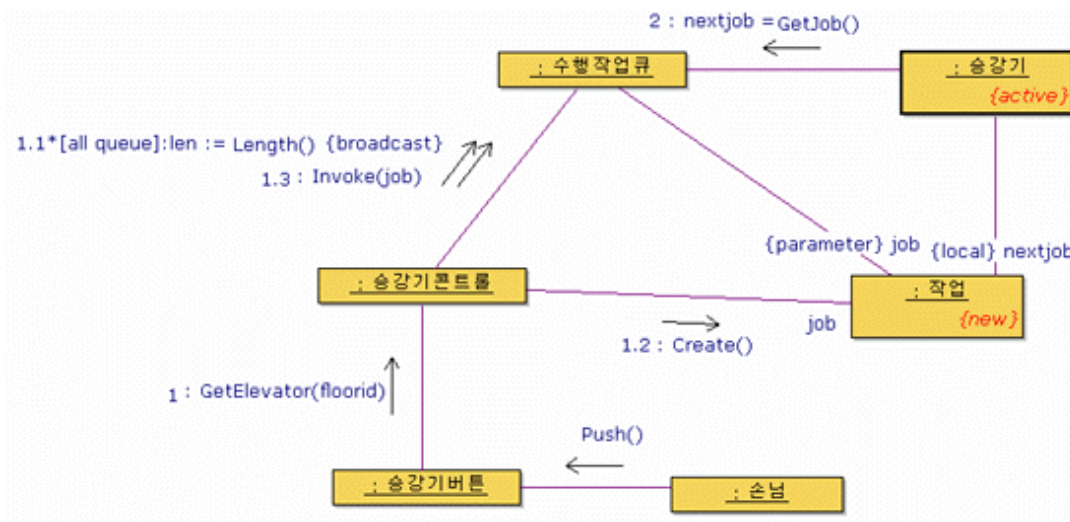 2 : nextjob = GetJob()
: 수행작업큐
: 승강기
{active}
1.1*[all queue]:len := Length() {broadcast}
1.3 : Invoke(job)
{parameter} job
{local} nextjob
: 승강기콘트롤
: 작업
{new}
job
1.2 : Create()
1 : GetElevator(floorid)
Push()
: 승강기버튼
: 손님